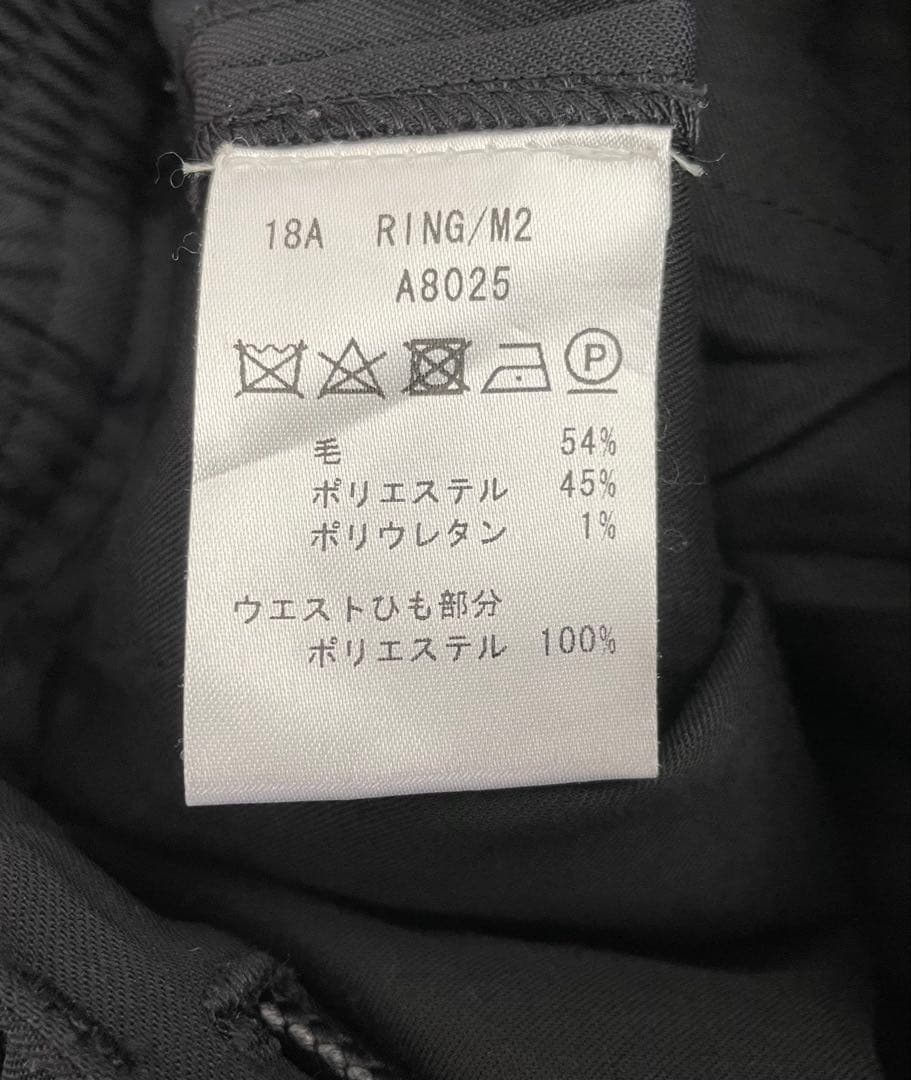 18A RING/M2
A8025
P
毛 54%
ポリエステル 45%
ポリウレタン 1%
ウエストひも部分
ポリエステル 100%